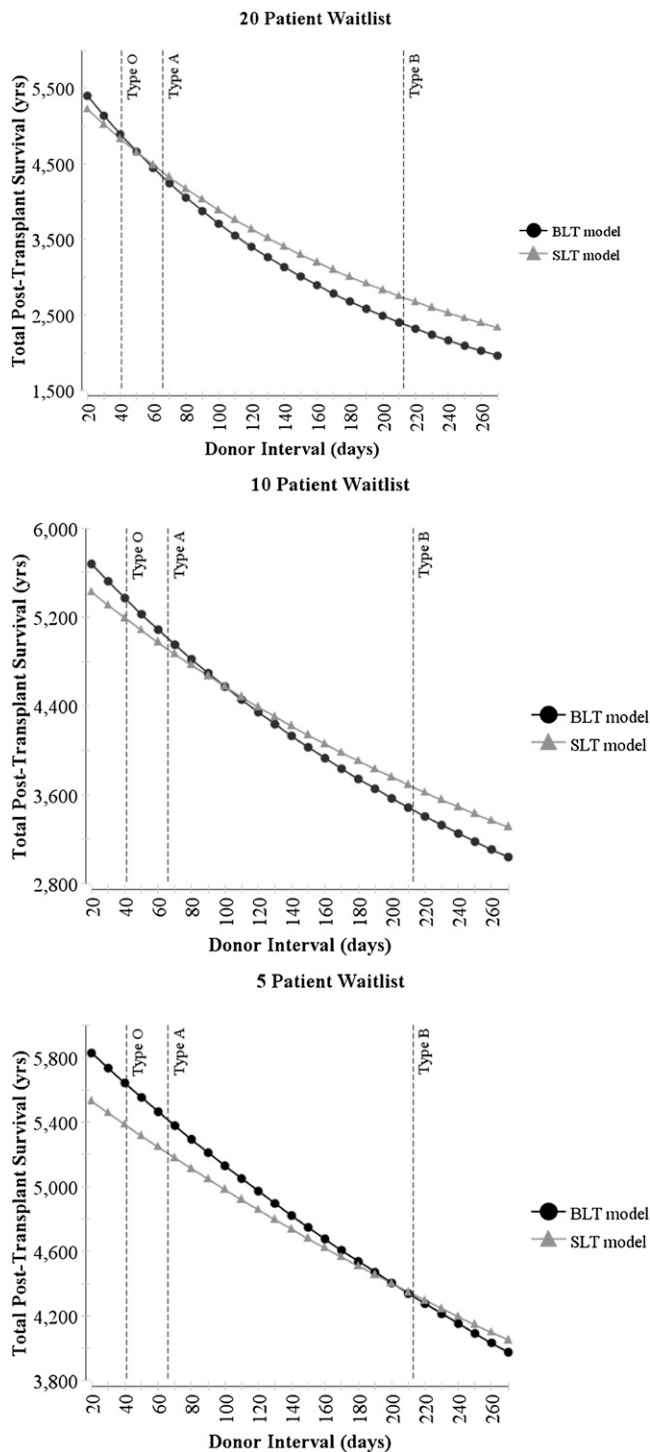 20 Patient Waitlist
Total Post-Transplant Survival (yrs)
5,500
4,500
3,500
2,500
1,500
Type O
Type A
Type B
BLT model
SLT model
20
40
60
80
100
120
140
160
180
200
220
240
260
Donor Interval (days)
10 Patient Waitlist
Total Post-Transplant Survival (yrs)
6,000
5,200
4,400
3,600
2,800
Type O
Type A
Type B
BLT model
SLT model
20
40
60
80
100
120
140
160
180
200
220
240
260
Donor Interval (days)
5 Patient Waitlist
Total Post-Transplant Survival (yrs)
5,800
5,400
5,000
4,600
4,200
3,800
Type O
Type A
Type B
BLT model
SLT model
20
40
60
80
100
120
140
160
180
200
220
240
260
Donor Interval (days)